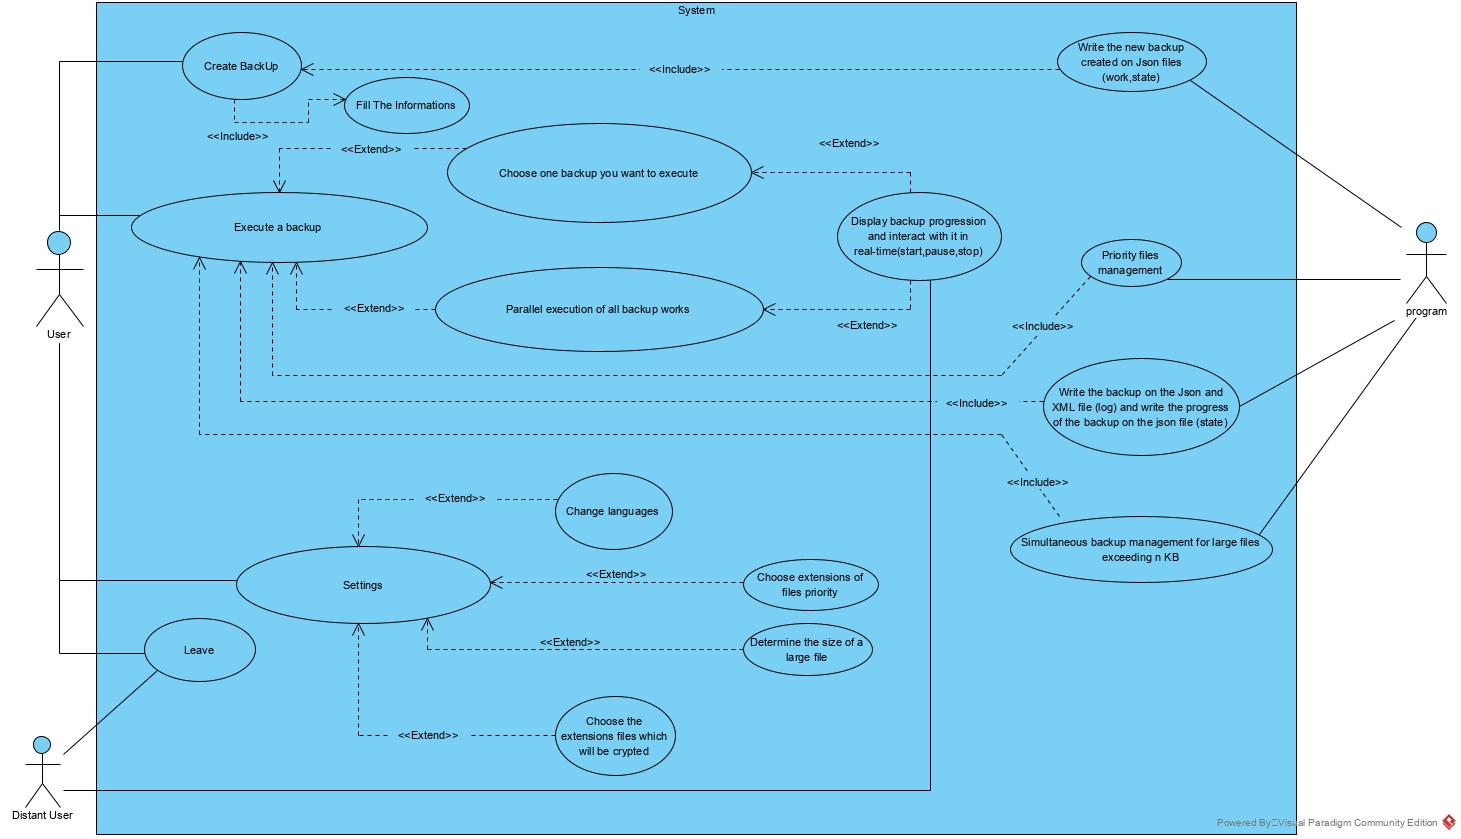 System
Create BackUp
<<Include>>
Write the new backup
created on Json files
(work,state)
Fill The Informations
<<Include>>
<<Extend>>
<<Extend>>
Choose one backup you want to execute
Execute a backup
Display backup progression
and interact with it in
real-time(start,pause,stop)
Priority files
management
program
User
<<Extend>>
Parallel execution of all backup works
<<Extend>>
<<Include>>
Write the backup on the Json and
XML file (log) and write the progress
of the backup on the json file (state)
<<Include>>
<<Include>>
<<Extend>>
Change languages
Simultaneous backup management for large files
exceeding n KB
Settings
<<Extend>>
Choose extensions of
files priority
Leave
<<Extend>>
Determine the size of a
large file
<<Extend>>
Choose the
extensions files which
will be crypted
Distant User
Powered By Visual Paradigm Community Edition